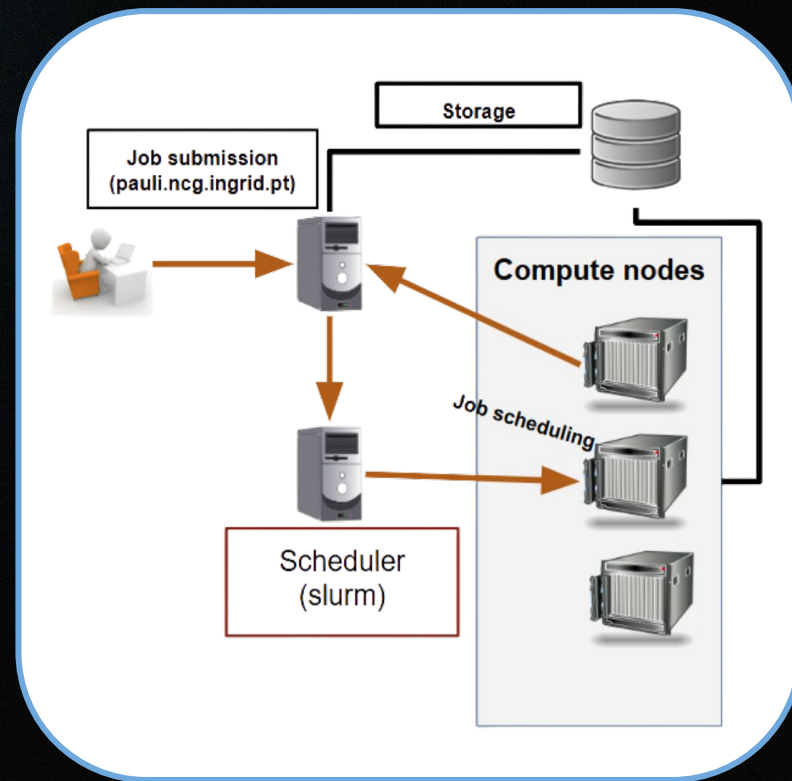 Storage
Job submission
(pauli.ncg.ingrid.pt)
Compute nodes
Job scheduling
Scheduler
(slurm)